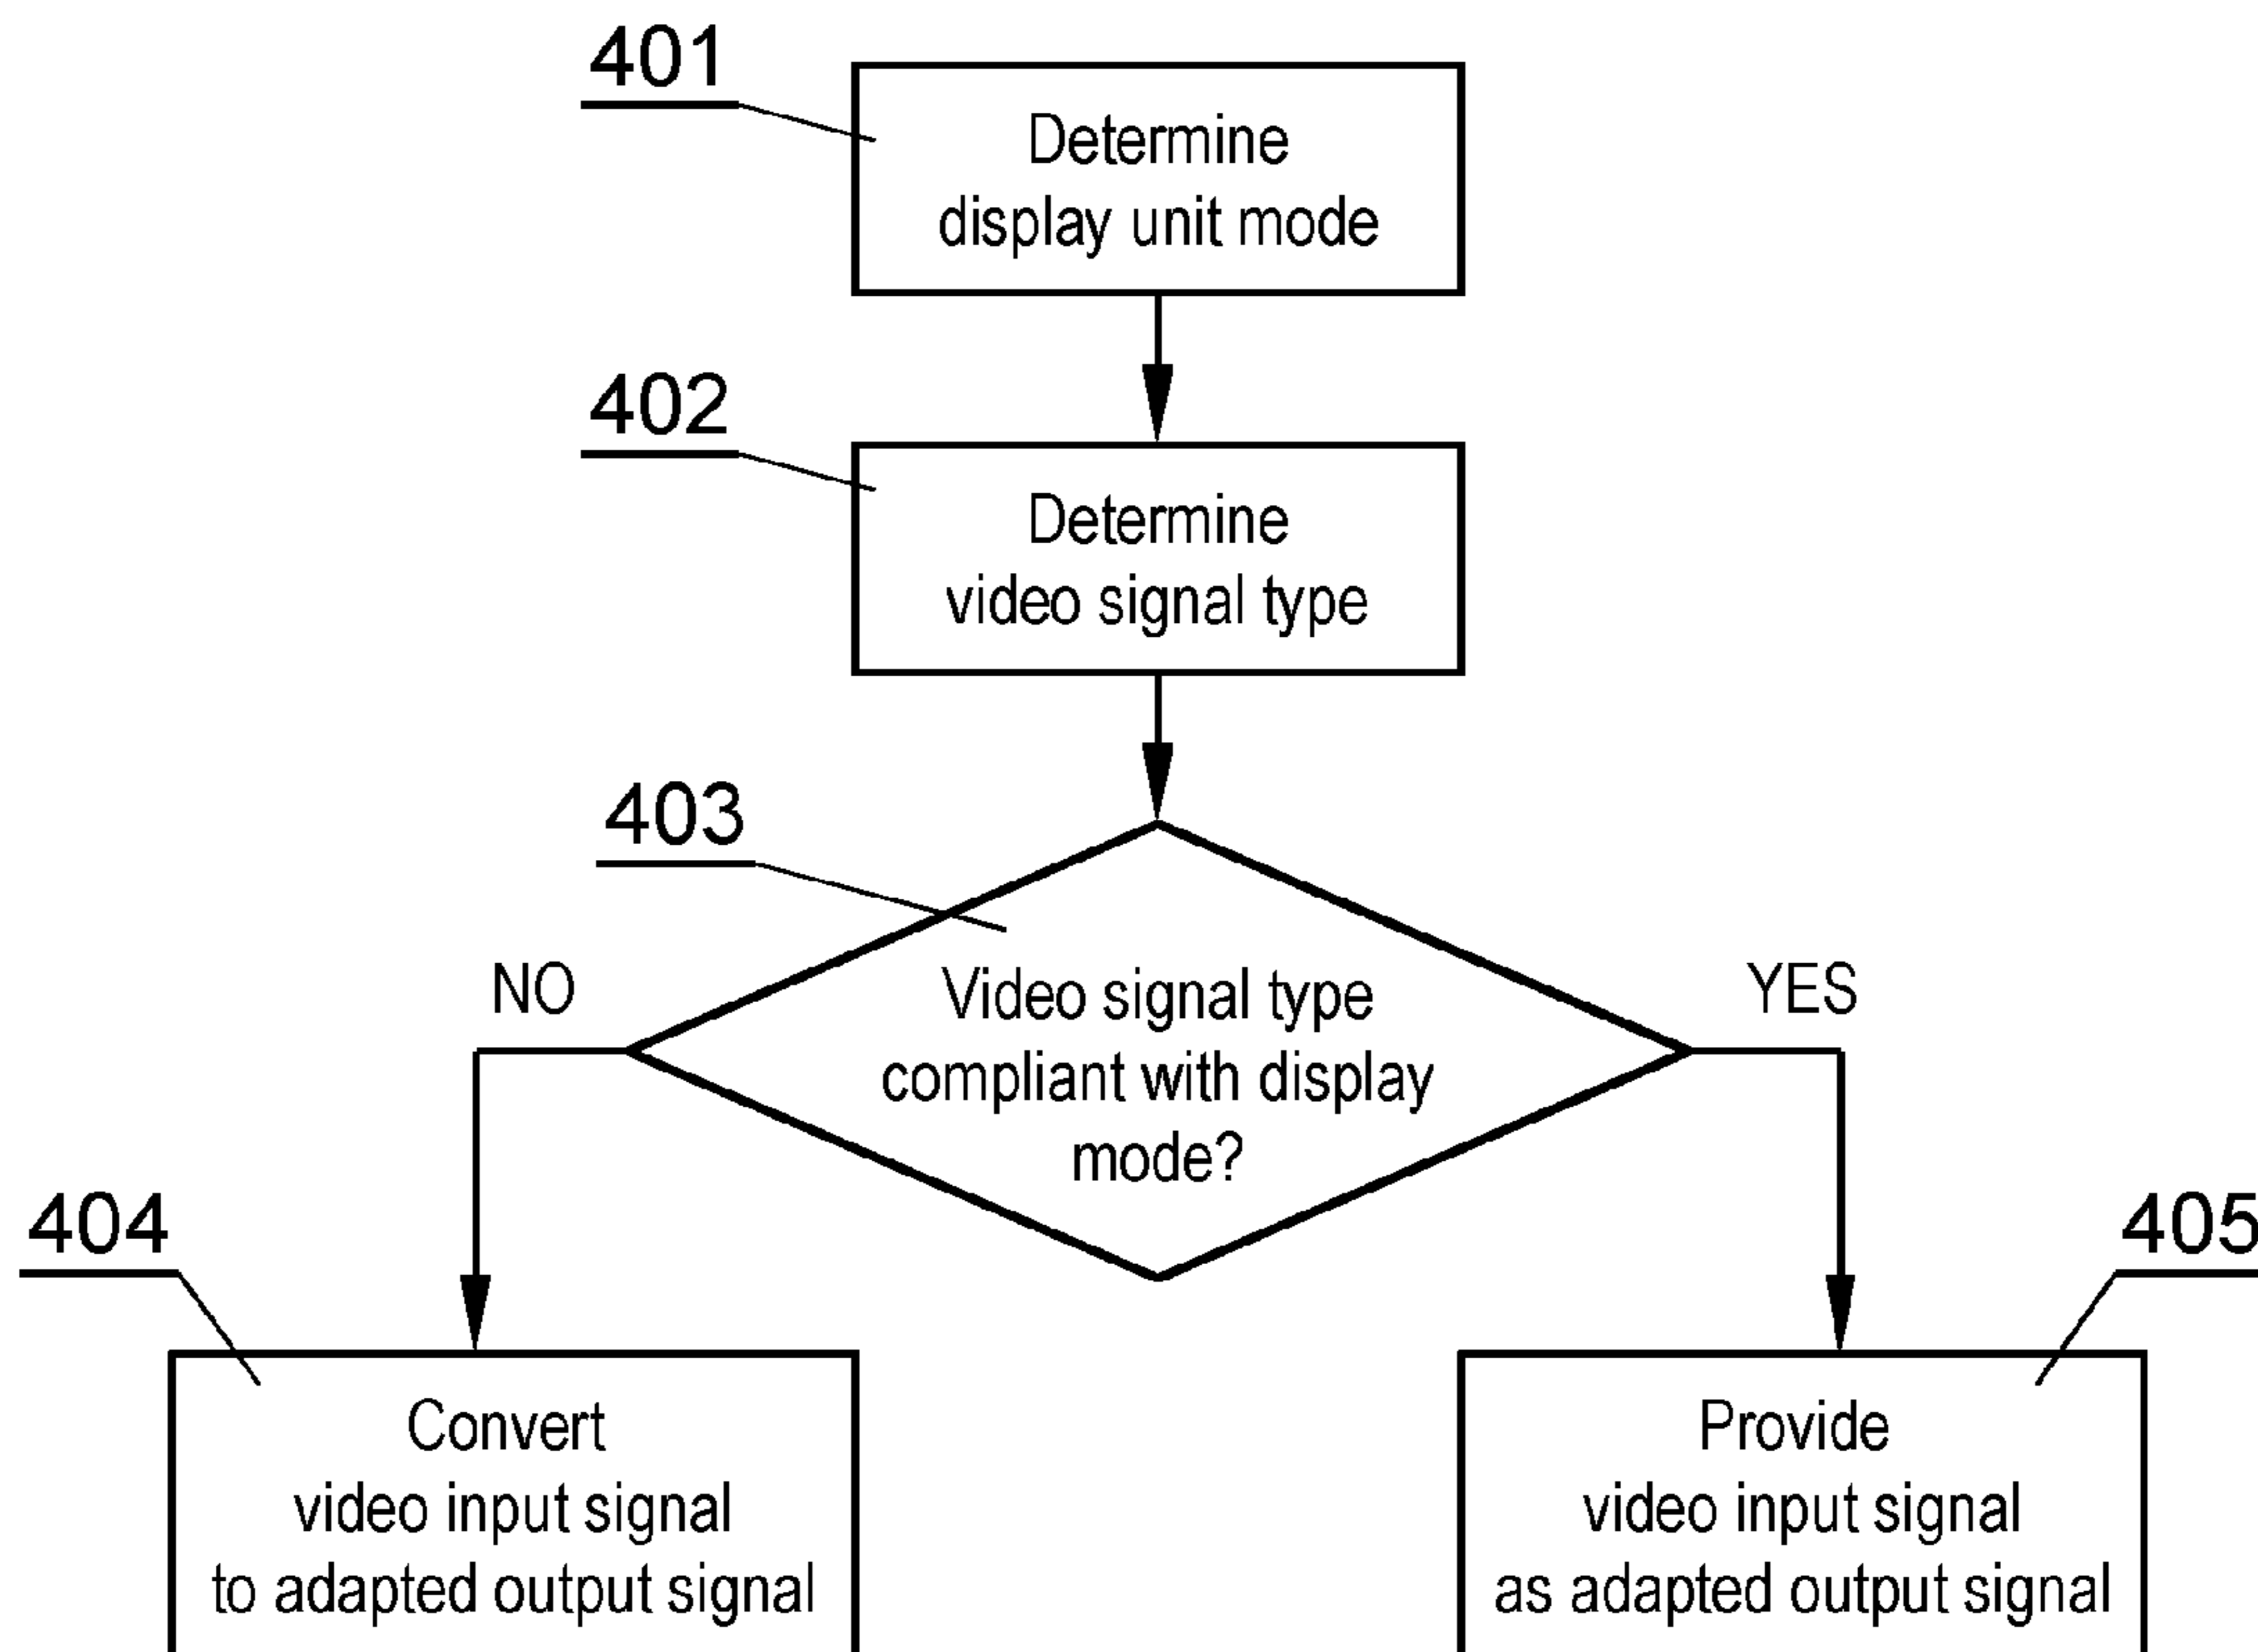 401
Determine
display unit mode
402
Determine
video signal type
403
NO
Video signal type
compliant with display
mode?
YES
404
405
Convert
video input signal
to adapted output signal
Provide
video input signal
as adapted output signal